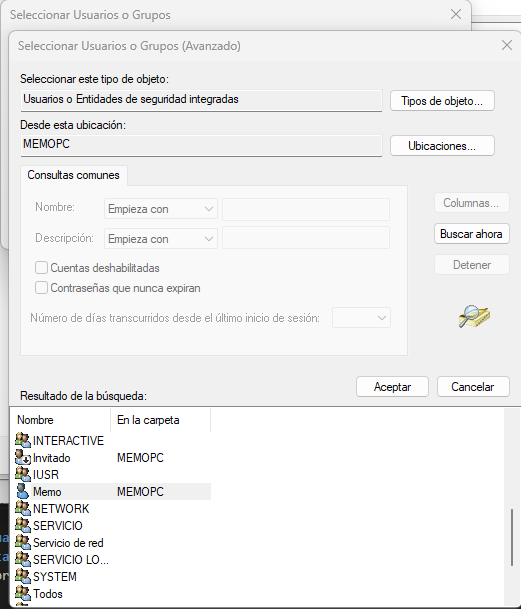 Seleccionar Usuarios o Grupos
Seleccionar Usuarios o Grupos (Avanzado)
Seleccionar este tipo de objeto:
Usuarios o Entidades de seguridad integradas
Tipos de objeto...
Desde esta ubicación:
MEMOPC
Ubicaciones...
Consultas comunes
Nombre:
Empieza con
Columnas...
Descripción:
Empieza con
Buscar ahora
Cuentas deshabilitadas
Detener
Contraseñas que nunca expiran
Número de días transcurridos desde el último inicio de sesión:
Aceptar
Cancelar
Resultado de la búsqueda:
Nombre En la carpeta
INTERACTIVE
Invitado MEMOPC
IUSR
Memo MEMOPC
NETWORK
SERVICIO
Servicio de red
SERVICIO LO...
SYSTEM
Todos